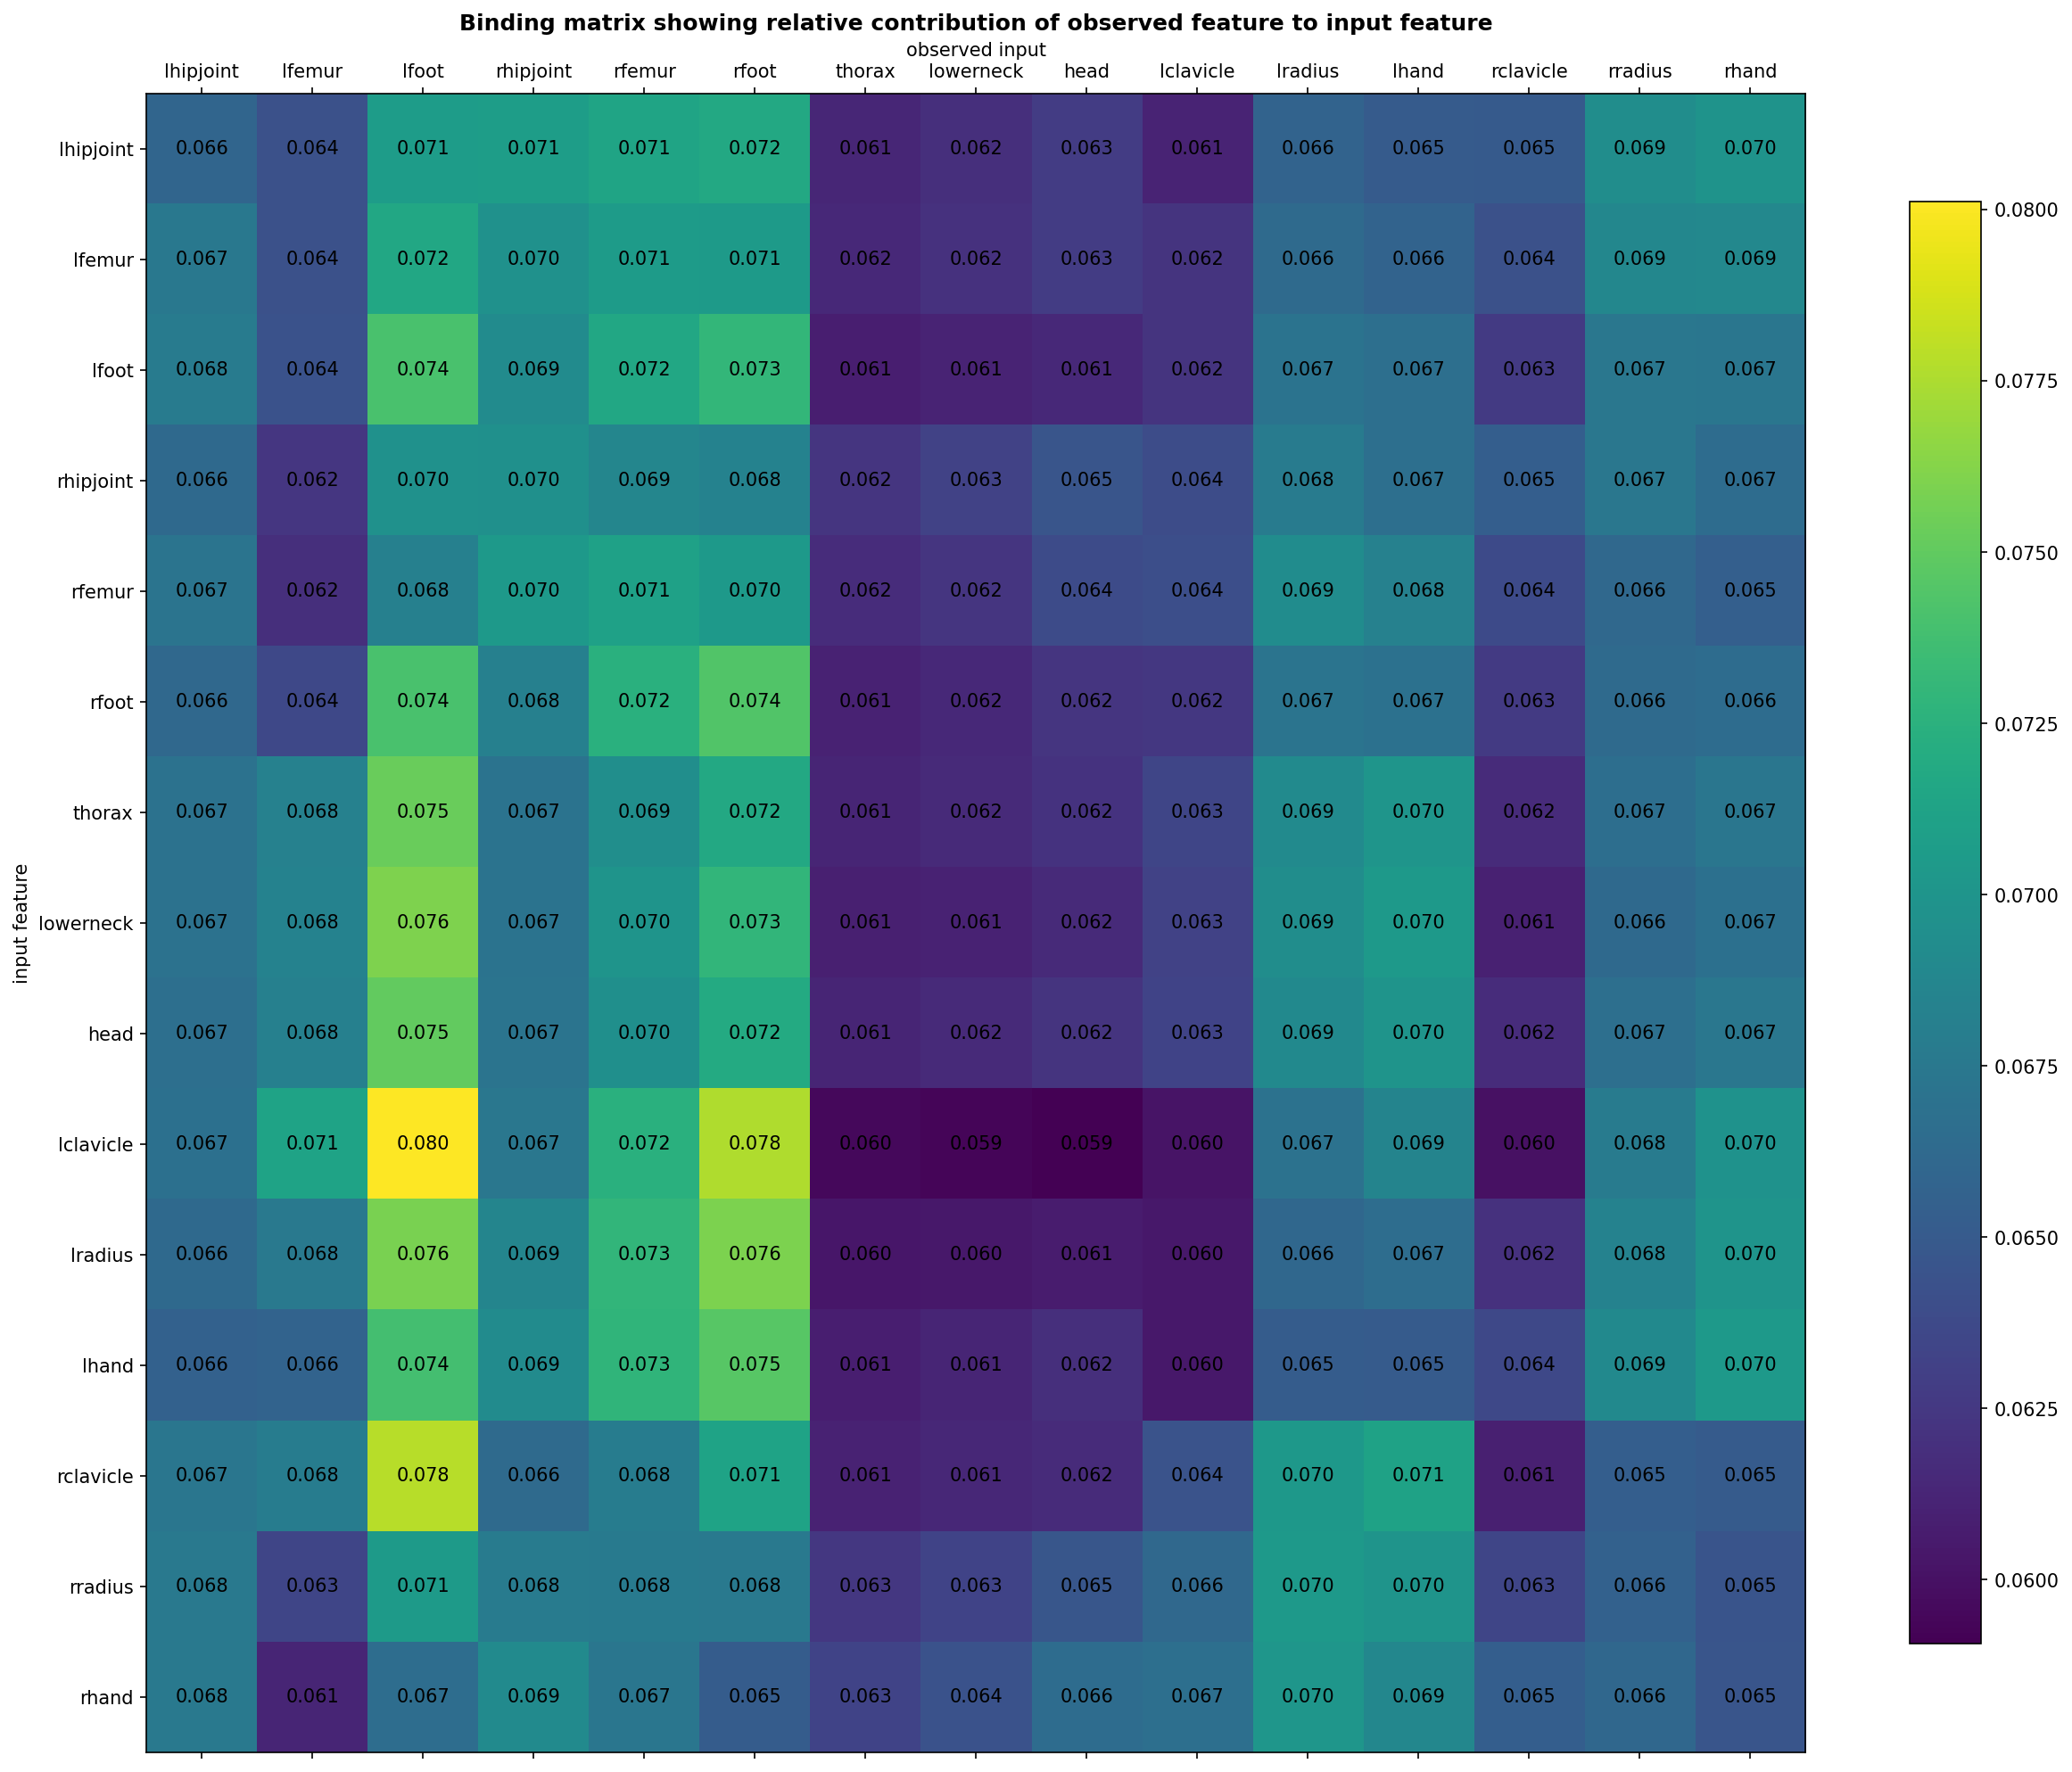 Binding matrix showing relative contribution of observed feature to input feature
observed input
lhipjoint lfemur lfoot rhipjoint rfemur rfoot thorax lowerneck head lclavicle lradius lhand rclavicle rradius rhand
lhipjoint 0.066 0.064 0.071 0.071 0.071 0.072 0.061 0.062 0.063 0.061 0.066 0.065 0.065 0.069 0.070
lfemur 0.067 0.064 0.072 0.070 0.071 0.071 0.062 0.062 0.063 0.062 0.066 0.066 0.064 0.069 0.069
lfoot 0.068 0.064 0.074 0.069 0.072 0.073 0.061 0.061 0.061 0.062 0.067 0.067 0.063 0.067 0.067
rhipjoint 0.066 0.062 0.070 0.070 0.069 0.068 0.062 0.063 0.065 0.064 0.068 0.067 0.065 0.067 0.067
rfemur 0.067 0.062 0.068 0.070 0.071 0.070 0.062 0.062 0.064 0.064 0.069 0.068 0.064 0.066 0.065
rfoot 0.066 0.064 0.074 0.068 0.072 0.074 0.061 0.062 0.062 0.062 0.067 0.067 0.063 0.066 0.066
thorax 0.067 0.068 0.075 0.067 0.069 0.072 0.061 0.062 0.062 0.063 0.069 0.070 0.062 0.067 0.067
lowerneck 0.067 0.068 0.076 0.067 0.070 0.073 0.061 0.061 0.062 0.063 0.069 0.070 0.061 0.066 0.067
head 0.067 0.068 0.075 0.067 0.070 0.072 0.061 0.062 0.062 0.063 0.069 0.070 0.062 0.067 0.067
lclavicle 0.067 0.071 0.080 0.067 0.072 0.078 0.060 0.059 0.059 0.060 0.067 0.069 0.060 0.068 0.070
lradius 0.066 0.068 0.076 0.069 0.073 0.076 0.060 0.060 0.061 0.060 0.066 0.067 0.062 0.068 0.070
lhand 0.066 0.066 0.074 0.069 0.073 0.075 0.061 0.061 0.062 0.060 0.065 0.065 0.064 0.069 0.070
rclavicle 0.067 0.068 0.078 0.066 0.068 0.071 0.061 0.061 0.062 0.064 0.070 0.071 0.061 0.065 0.065
rradius 0.068 0.063 0.071 0.068 0.068 0.068 0.063 0.063 0.065 0.066 0.070 0.070 0.063 0.066 0.065
rhand 0.068 0.061 0.067 0.069 0.067 0.065 0.063 0.064 0.066 0.067 0.070 0.069 0.065 0.066 0.065
input feature
0.0800
0.0775
0.0750
0.0725
0.0700
0.0675
0.0650
0.0625
0.0600